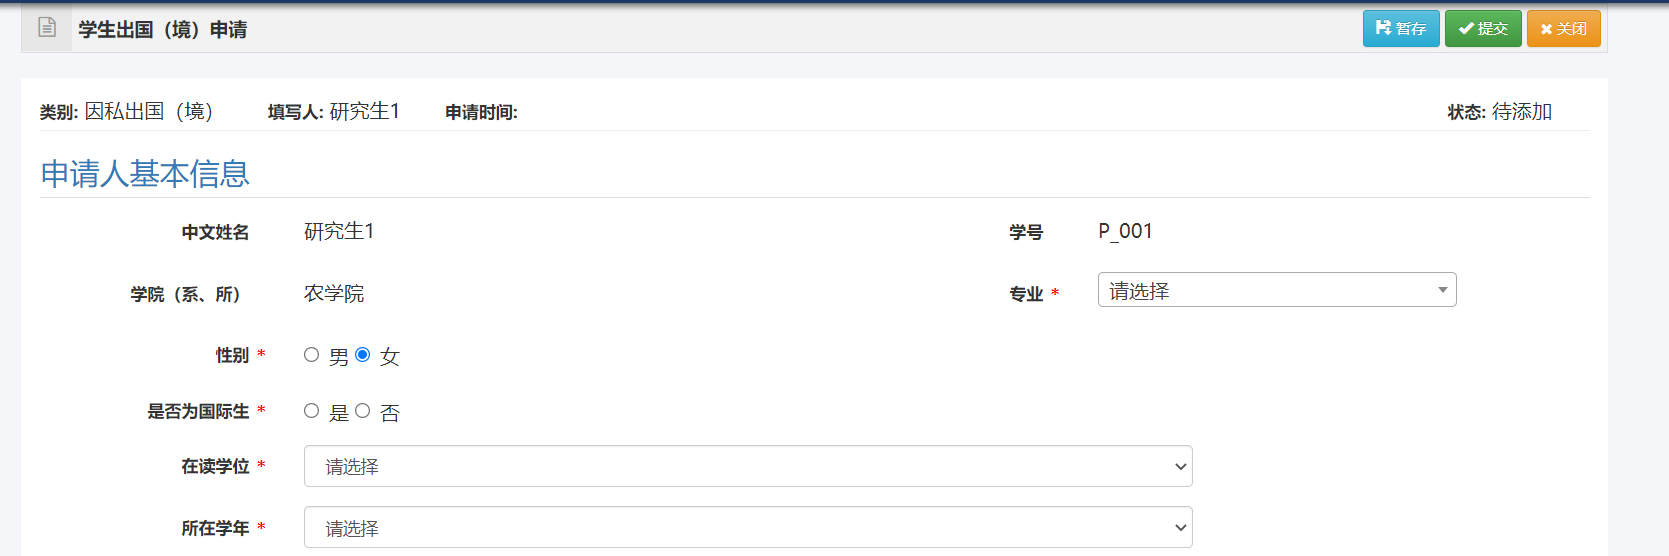 学生出国（境）申请 暂存 提交 关闭
类别: 因私出国（境） 填写人: 研究生1 申请时间: 状态: 待添加
申请人基本信息
中文姓名 研究生1 学号 P_001
学院（系、所） 农学院 专业 * 请选择
性别 * 男 女
是否为国际生 * 是 否
在读学位 * 请选择
所在学年 * 请选择